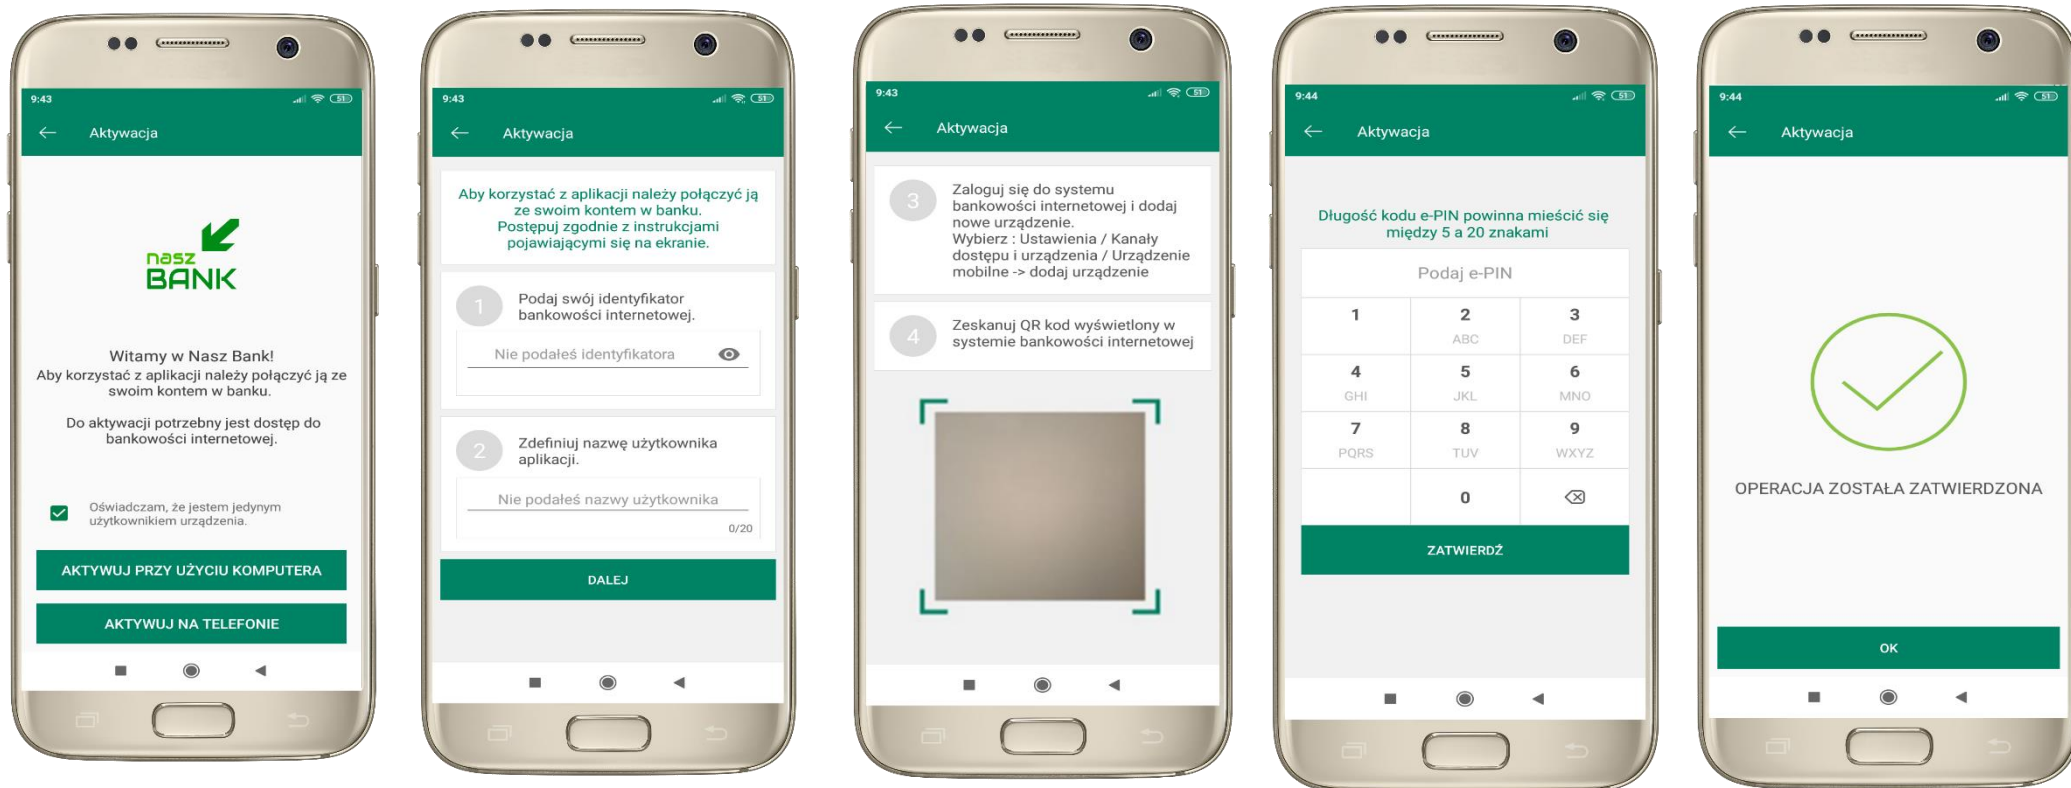 9:43
51
Aktywacja
nasz
BANK
Witamy w Nasz Bank!
Aby korzystać z aplikacji należy połączyć ją ze
swoim kontem w banku.
Do aktywacji potrzebny jest dostęp do
bankowości internetowej.
Oświadczam, że jestem jedynym
użytkownikiem urządzenia.
AKTYWUJ PRZY UŻYCIU KOMPUTERA
AKTYWUJ NA TELEFONIE
9:43
51
Aktywacja
Aby korzystać z aplikacji należy połączyć ją
ze swoim kontem w banku.
Postępuj zgodnie z instrukcjami
pojawiającymi się na ekranie.
1
Podaj swój identyfikator
bankowości internetowej.
Nie podałeś identyfikatora
2
Zdefiniuj nazwę użytkownika
aplikacji.
Nie podałeś nazwy użytkownika
0/20
DALEJ
9:43
51
Aktywacja
3
Zaloguj się do systemu
bankowości internetowej i dodaj
nowe urządzenie.
Wybierz : Ustawienia / Kanały
dostępu i urządzenia / Urządzenie
mobilne -> dodaj urządzenie
4
Zeskanuj QR kod wyświetlony w
systemie bankowości internetowej
9:44
51
Aktywacja
Długość kodu e-PIN powinna mieścić się
między 5 a 20 znakami
Podaj e-PIN
1 2 3
ABC DEF
4 5 6
GHI JKL MNO
7 8 9
PQRS TUV WXYZ
0
ZATWIERDŹ
9:44
51
Aktywacja
OPERACJA ZOSTAŁA ZATWIERDZONA
OK